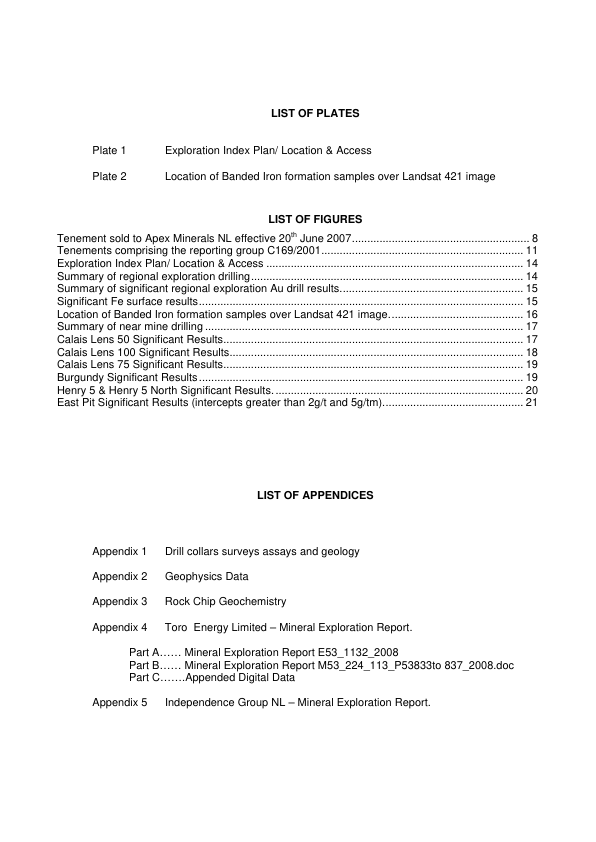 LIST OF PLATES
Plate 1 Exploration Index Plan/ Location & Access
Plate 2 Location of Banded Iron formation samples over Landsat 421 image
LIST OF FIGURES
Tenement sold to Apex Minerals NL effective 20th June 2007.................................................. 8
Tenements comprising the reporting group C169/2001........................................................... 11
Exploration Index Plan/ Location & Access ........................................................................... 14
Summary of regional exploration drilling................................................................................ 14
Summary of significant regional exploration Au drill results.................................................... 15
Significant Fe surface results................................................................................................ 15
Location of Banded Iron formation samples over Landsat 421 image...................................... 16
Summary of near mine drilling .............................................................................................. 17
Calais Lens 50 Significant Results......................................................................................... 17
Calais Lens 100 Significant Results....................................................................................... 18
Calais Lens 75 Significant Results......................................................................................... 19
Burgundy Significant Results................................................................................................ 19
Henry 5 & Henry 5 North Significant Results.......................................................................... 20
East Pit Significant Results (intercepts greater than 2g/t and 5g/tm)....................................... 21
LIST OF APPENDICES
Appendix 1 Drill collars surveys assays and geology
Appendix 2 Geophysics Data
Appendix 3 Rock Chip Geochemistry
Appendix 4 Toro Energy Limited – Mineral Exploration Report.
Part A…… Mineral Exploration Report E53_1132_2008
Part B…… Mineral Exploration Report M53_224_113_P53833to 837_2008.doc
Part C…….Appended Digital Data
Appendix 5 Independence Group NL – Mineral Exploration Report.